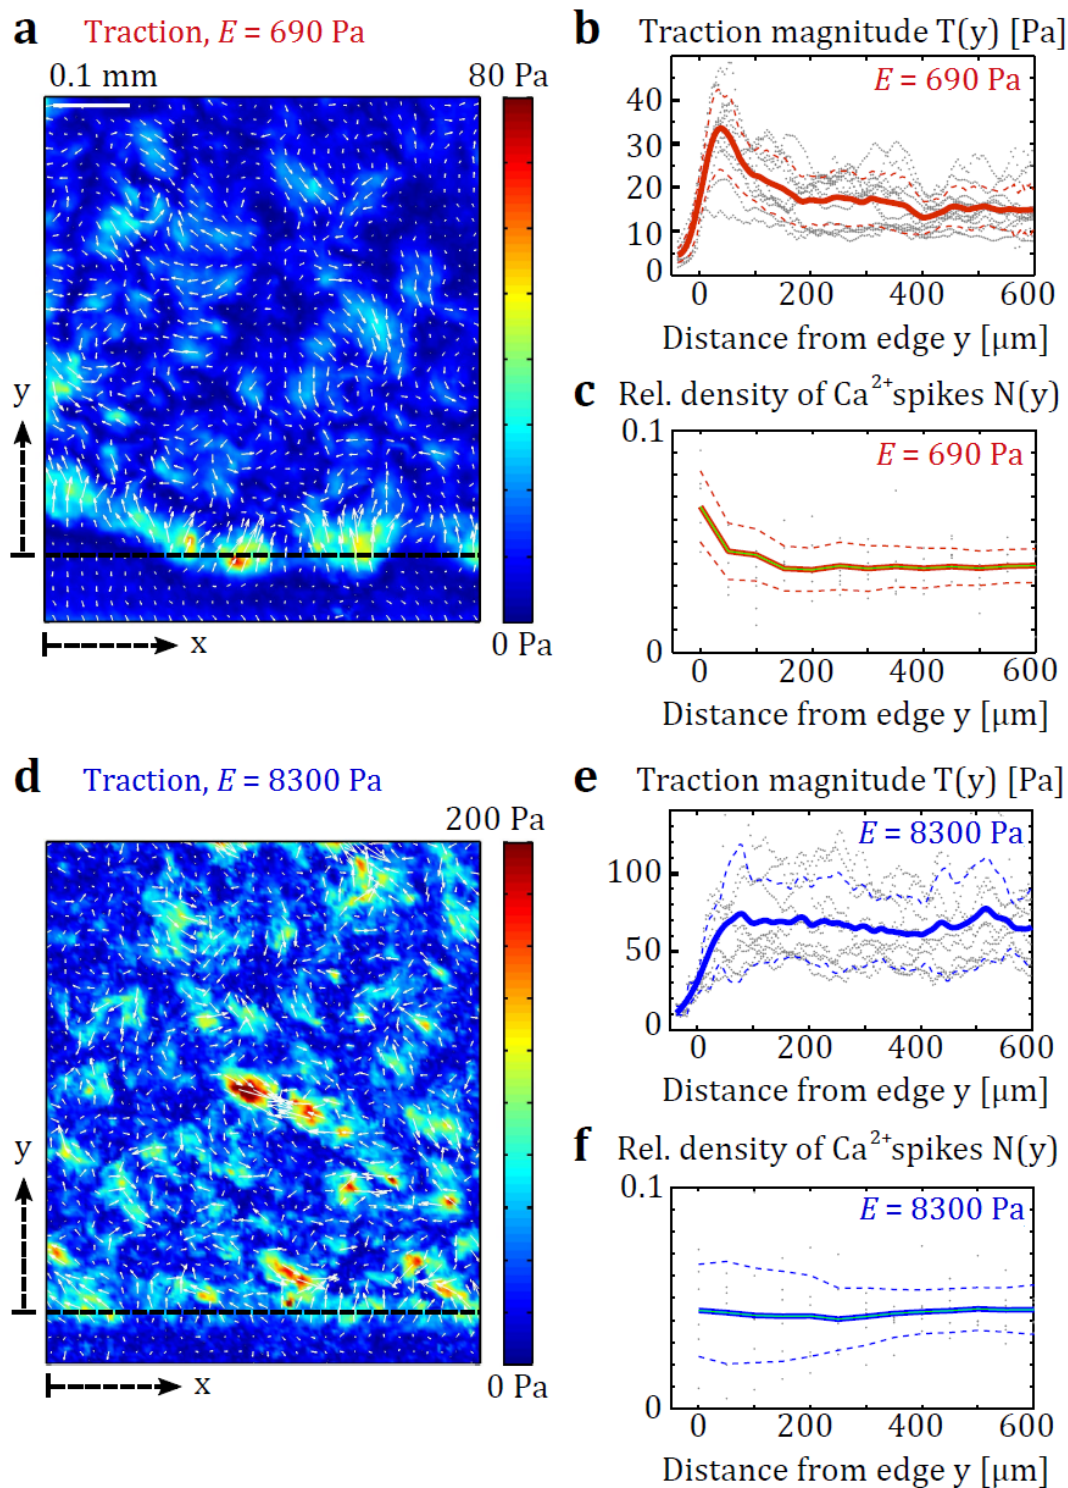 a Traction, E = 690 Pa
0.1 mm
80 Pa
y
x
0 Pa
b Traction magnitude T(y) [Pa]
E = 690 Pa
40
30
20
10
0
0 200 400 600
Distance from edge y [μm]
c Rel. density of Ca²⁺spikes N(y)
0.1
E = 690 Pa
0
0 200 400 600
Distance from edge y [μm]
d Traction, E = 8300 Pa
200 Pa
y
x
0 Pa
e Traction magnitude T(y) [Pa]
E = 8300 Pa
100
50
0
0 200 400 600
Distance from edge y [μm]
f Rel. density of Ca²⁺spikes N(y)
0.1
E = 8300 Pa
0
0 200 400 600
Distance from edge y [μm]